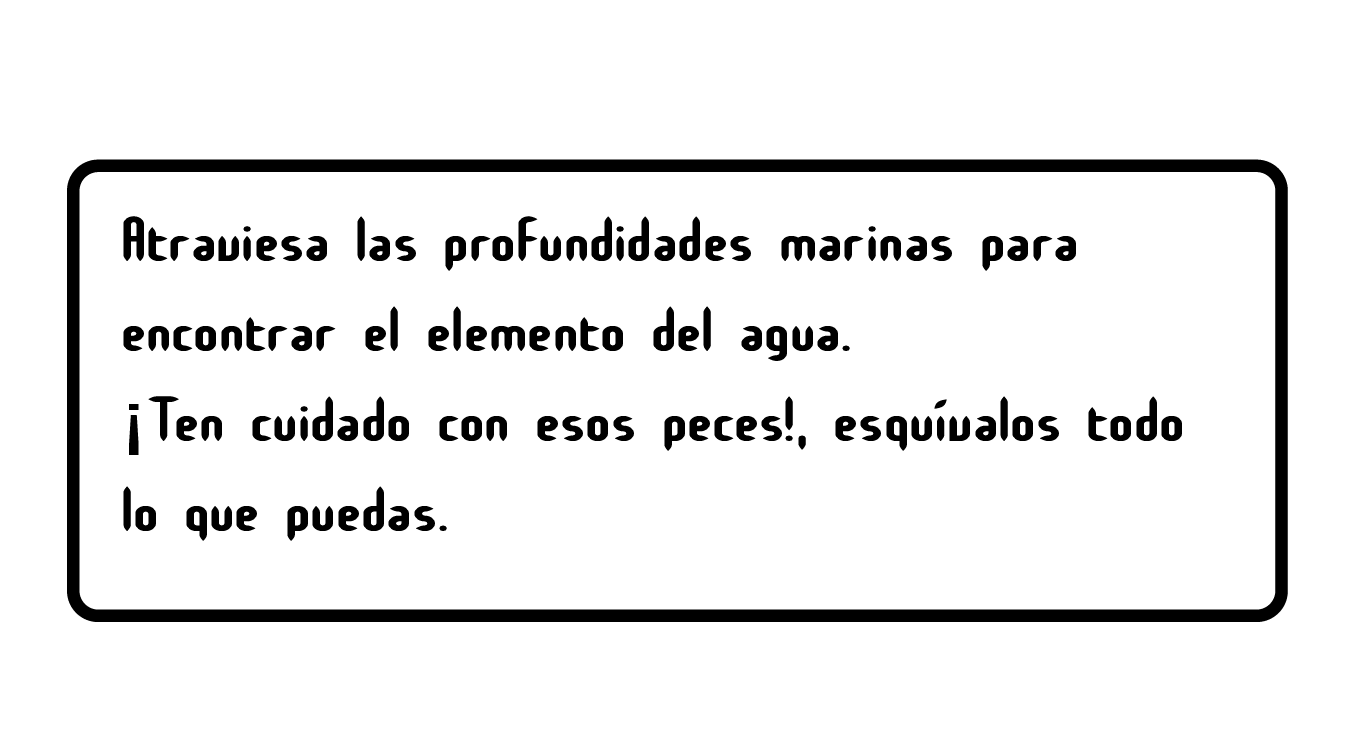 Atraviesa las profundidades marinas para
encontrar el elemento del agua.
¡Ten cuidado con esos peces!, esquívalos todo
lo que puedas.